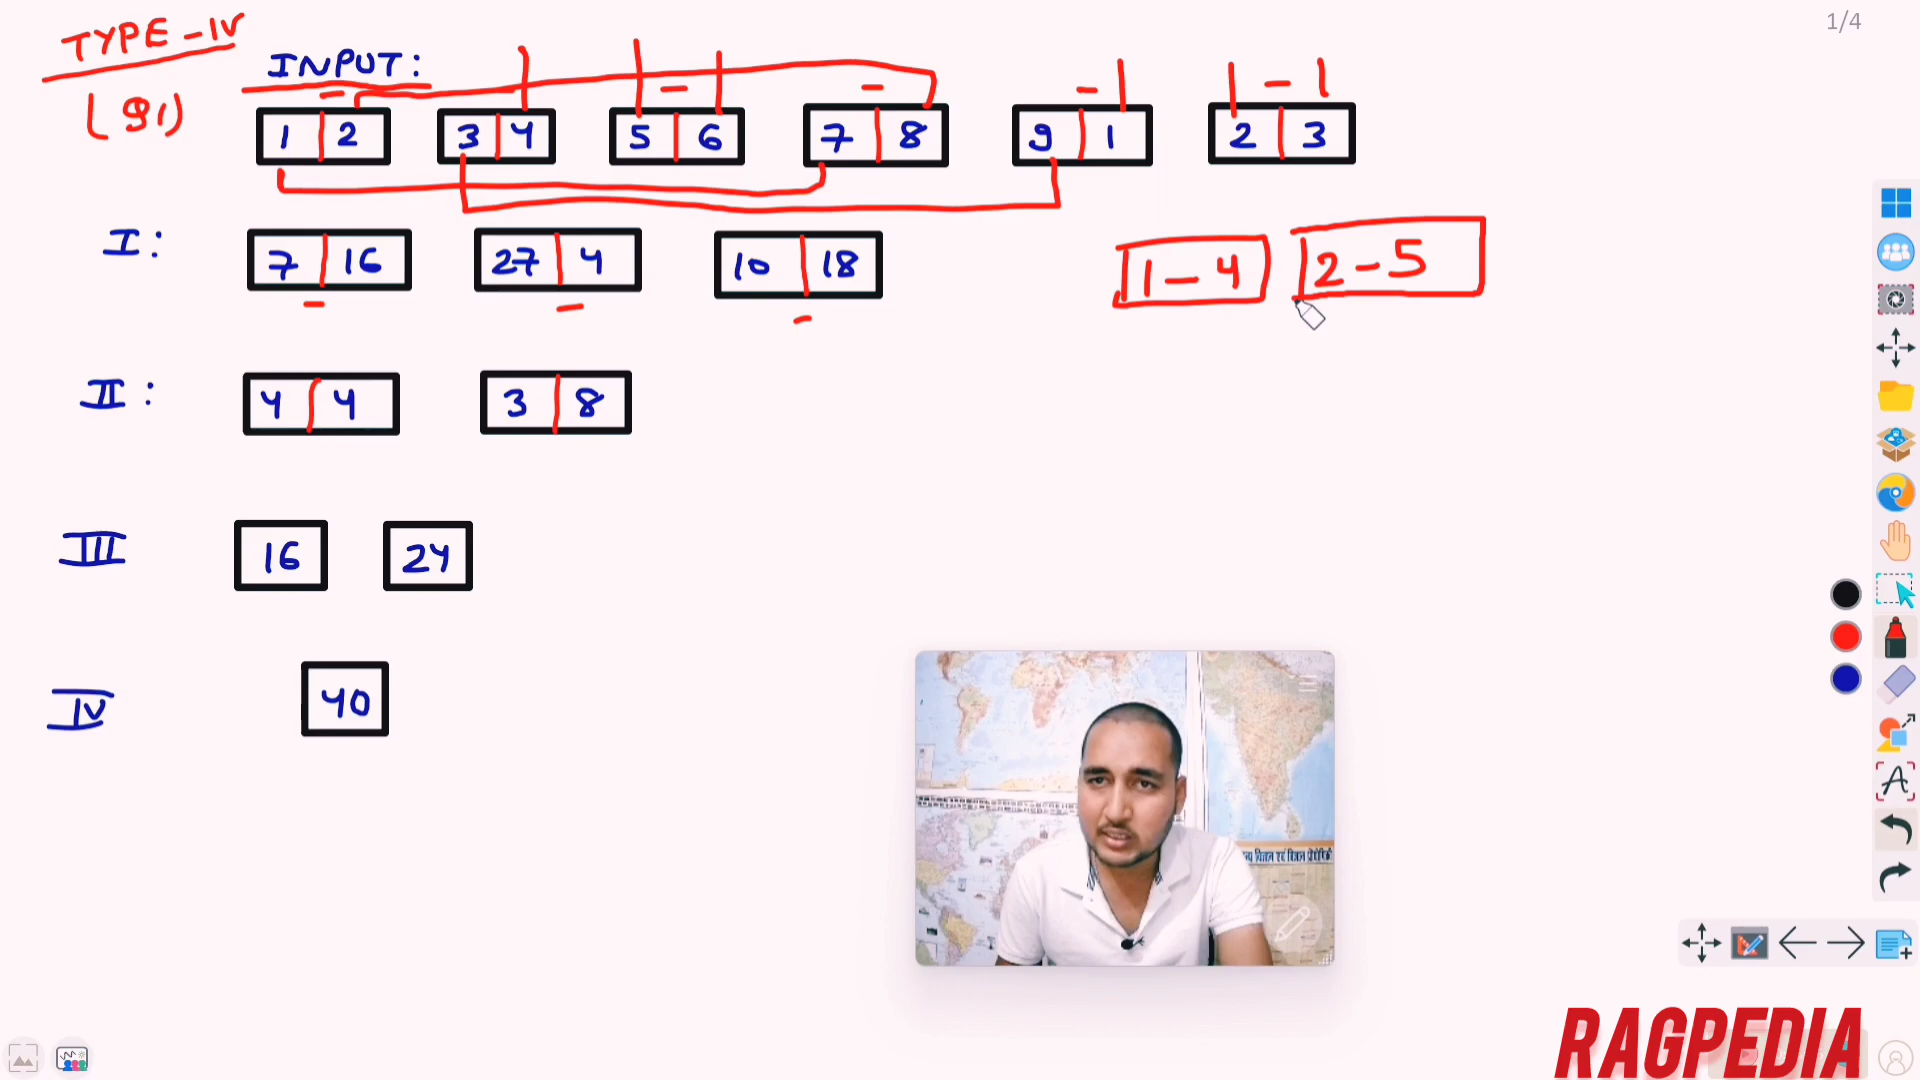 1/4
TYPE-IV
(91)
INPUT:
1 2 3 4 5 6 7 8 9 1 2 3
I: 7 16 27 4 10 18 1-4 2-5
II: 4 4 3 8
III 16 24
IV 40
RAGPEDIA